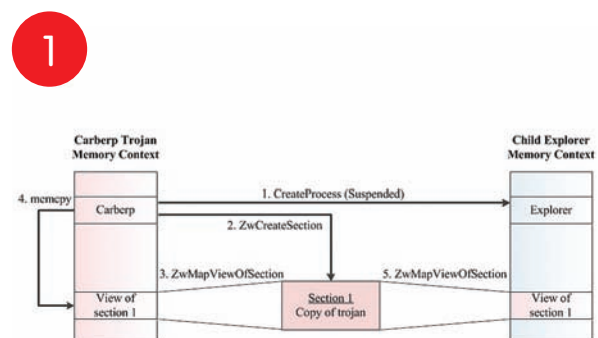 1
Carberp Trojan
Memory Context
Child Explorer
Memory Context
4. memcpy
Carberp
1. CreateProcess (Suspended)
Explorer
2. ZwCreateSection
3. ZwMapViewOfSection
5. ZwMapViewOfSection
View of
section 1
Section 1
Copy of trojan
View of
section 1